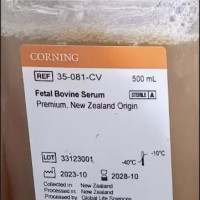 CORNING
REF 35-081-CV 500 mL
Fetal Bovine Serum STERILE A
Premium, New Zealand Origin
LOT 33123001 -10°C
-40°C
2023-10 2028-10
Collected in: New Zealand
Processed in: New Zealand
Processed by: Global Life Sciences